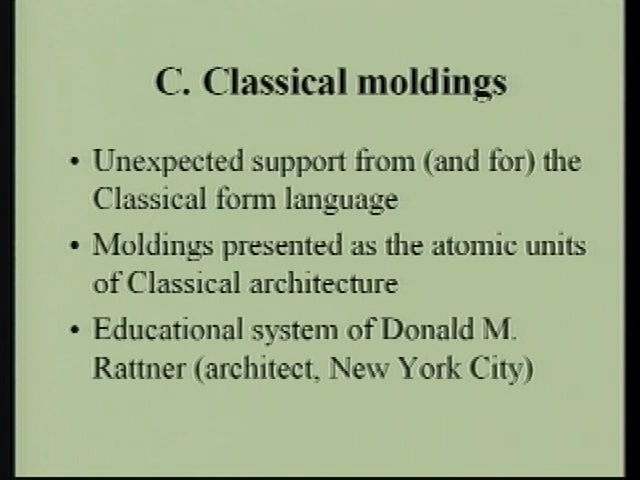 C. Classical moldings
• Unexpected support from (and for) the
Classical form language
• Moldings presented as the atomic units
of Classical architecture
• Educational system of Donald M.
Rattner (architect, New York City)